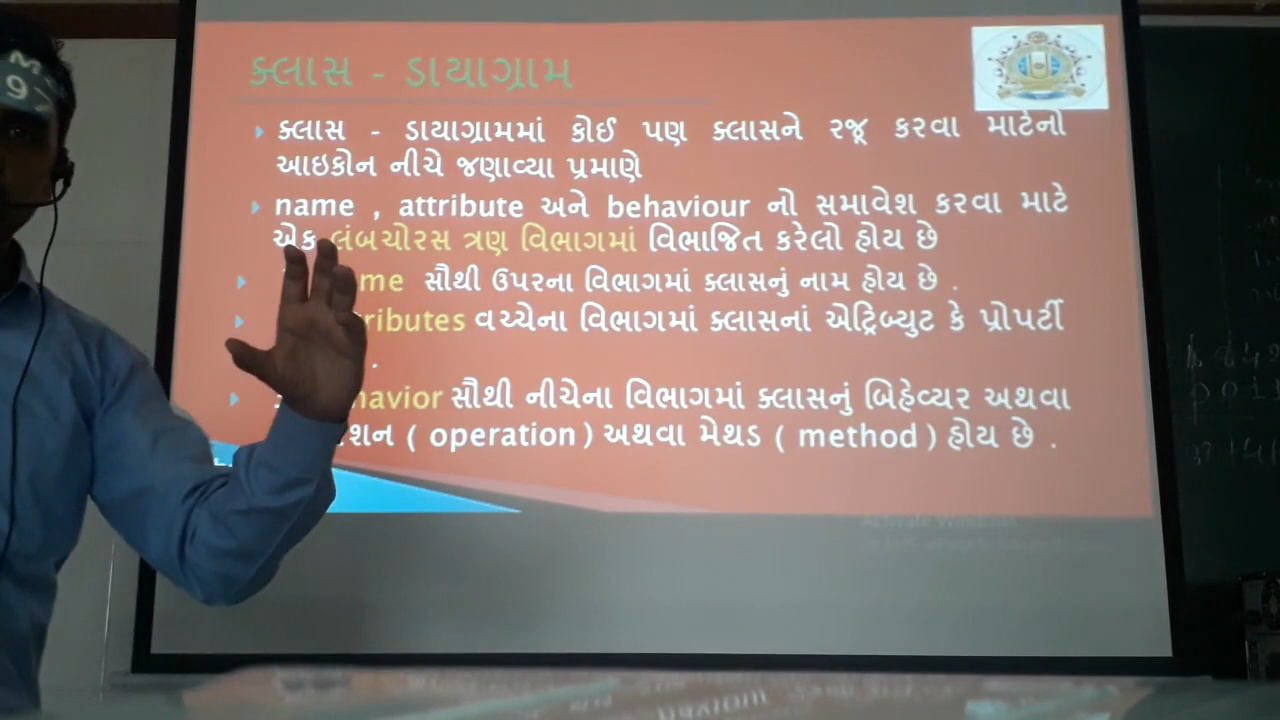 ક્લાસ - ડાયાગ્રામ
ક્લાસ - ડાયાગ્રામમાં કોઈ પણ ક્લાસને રજૂ કરવા માટેનો
આઇકોન નીચે જણાવ્યા પ્રમાણે
name , attribute અને behaviour નો સમાવેશ કરવા માટે
એક લંબચોરસ ત્રણ વિભાગમાં વિભાજિત કરેલો હોય છે
સૌથી ઉપરના વિભાગમાં ક્લાસનું નામ હોય છે .
વચ્ચેના વિભાગમાં ક્લાસનાં એટ્રિબ્યુટ કે પ્રોપર્ટી
.
સૌથી નીચેના વિભાગમાં ક્લાસનું બિહેવ્યર અથવા
( operation ) અથવા મેથડ ( method ) હોય છે .